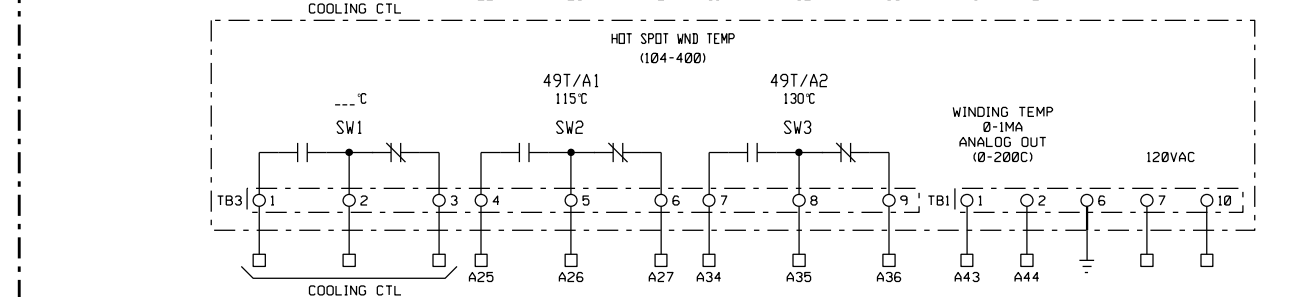 COOLING CTL
HOT SPOT WND TEMP
(104-400)
___°C
49T/A1
115°C
49T/A2
130°C
SW1
SW2
SW3
WINDING TEMP
0-1MA
ANALOG OUT
(0-200C)
120VAC
TB3 1 2 3 4 5 6 7 8 9 TB1 1 2 6 7 10
A25 A26 A27 A34 A35 A36 A43 A44
COOLING CTL